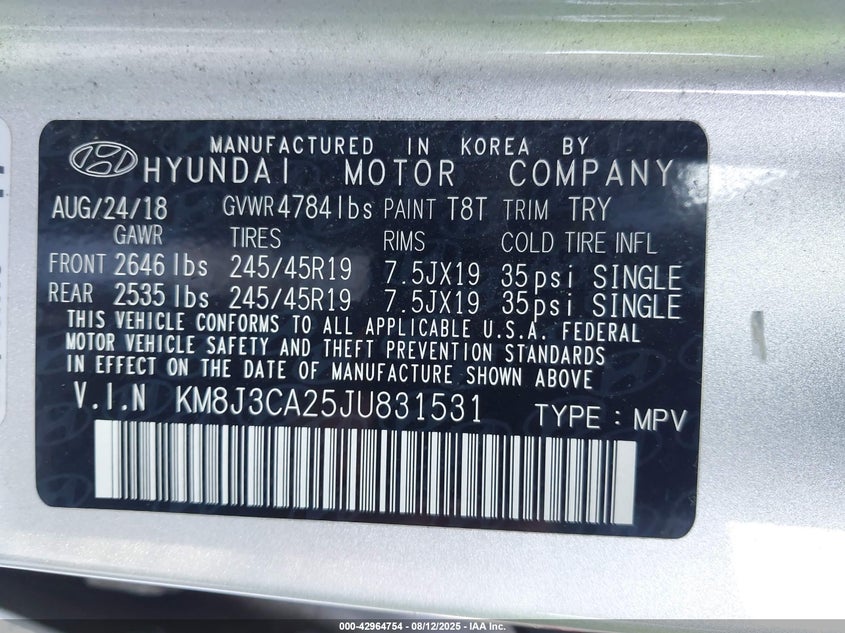 MANUFACTURED IN KOREA BY
HYUNDAI MOTOR COMPANY
AUG/24/18 GVWR4784lbs PAINT T8T TRIM TRY
GAWR TIRES RIMS COLD TIRE INFL
FRONT 2646 lbs 245/45R19 7.5JX19 35psi SINGLE
REAR 2535 lbs 245/45R19 7.5JX19 35psi SINGLE
THIS VEHICLE CONFORMS TO ALL APPLICABLE U.S.A. FEDERAL
MOTOR VEHICLE SAFETY AND THEFT PREVENTION STANDARDS
IN EFFECT ON THE DATE OF MANUFACTURE SHOWN ABOVE
V.I.N KM8J3CA25JU831531 TYPE : MPV
000-42964754 - 08/12/2025 - IAA Inc.